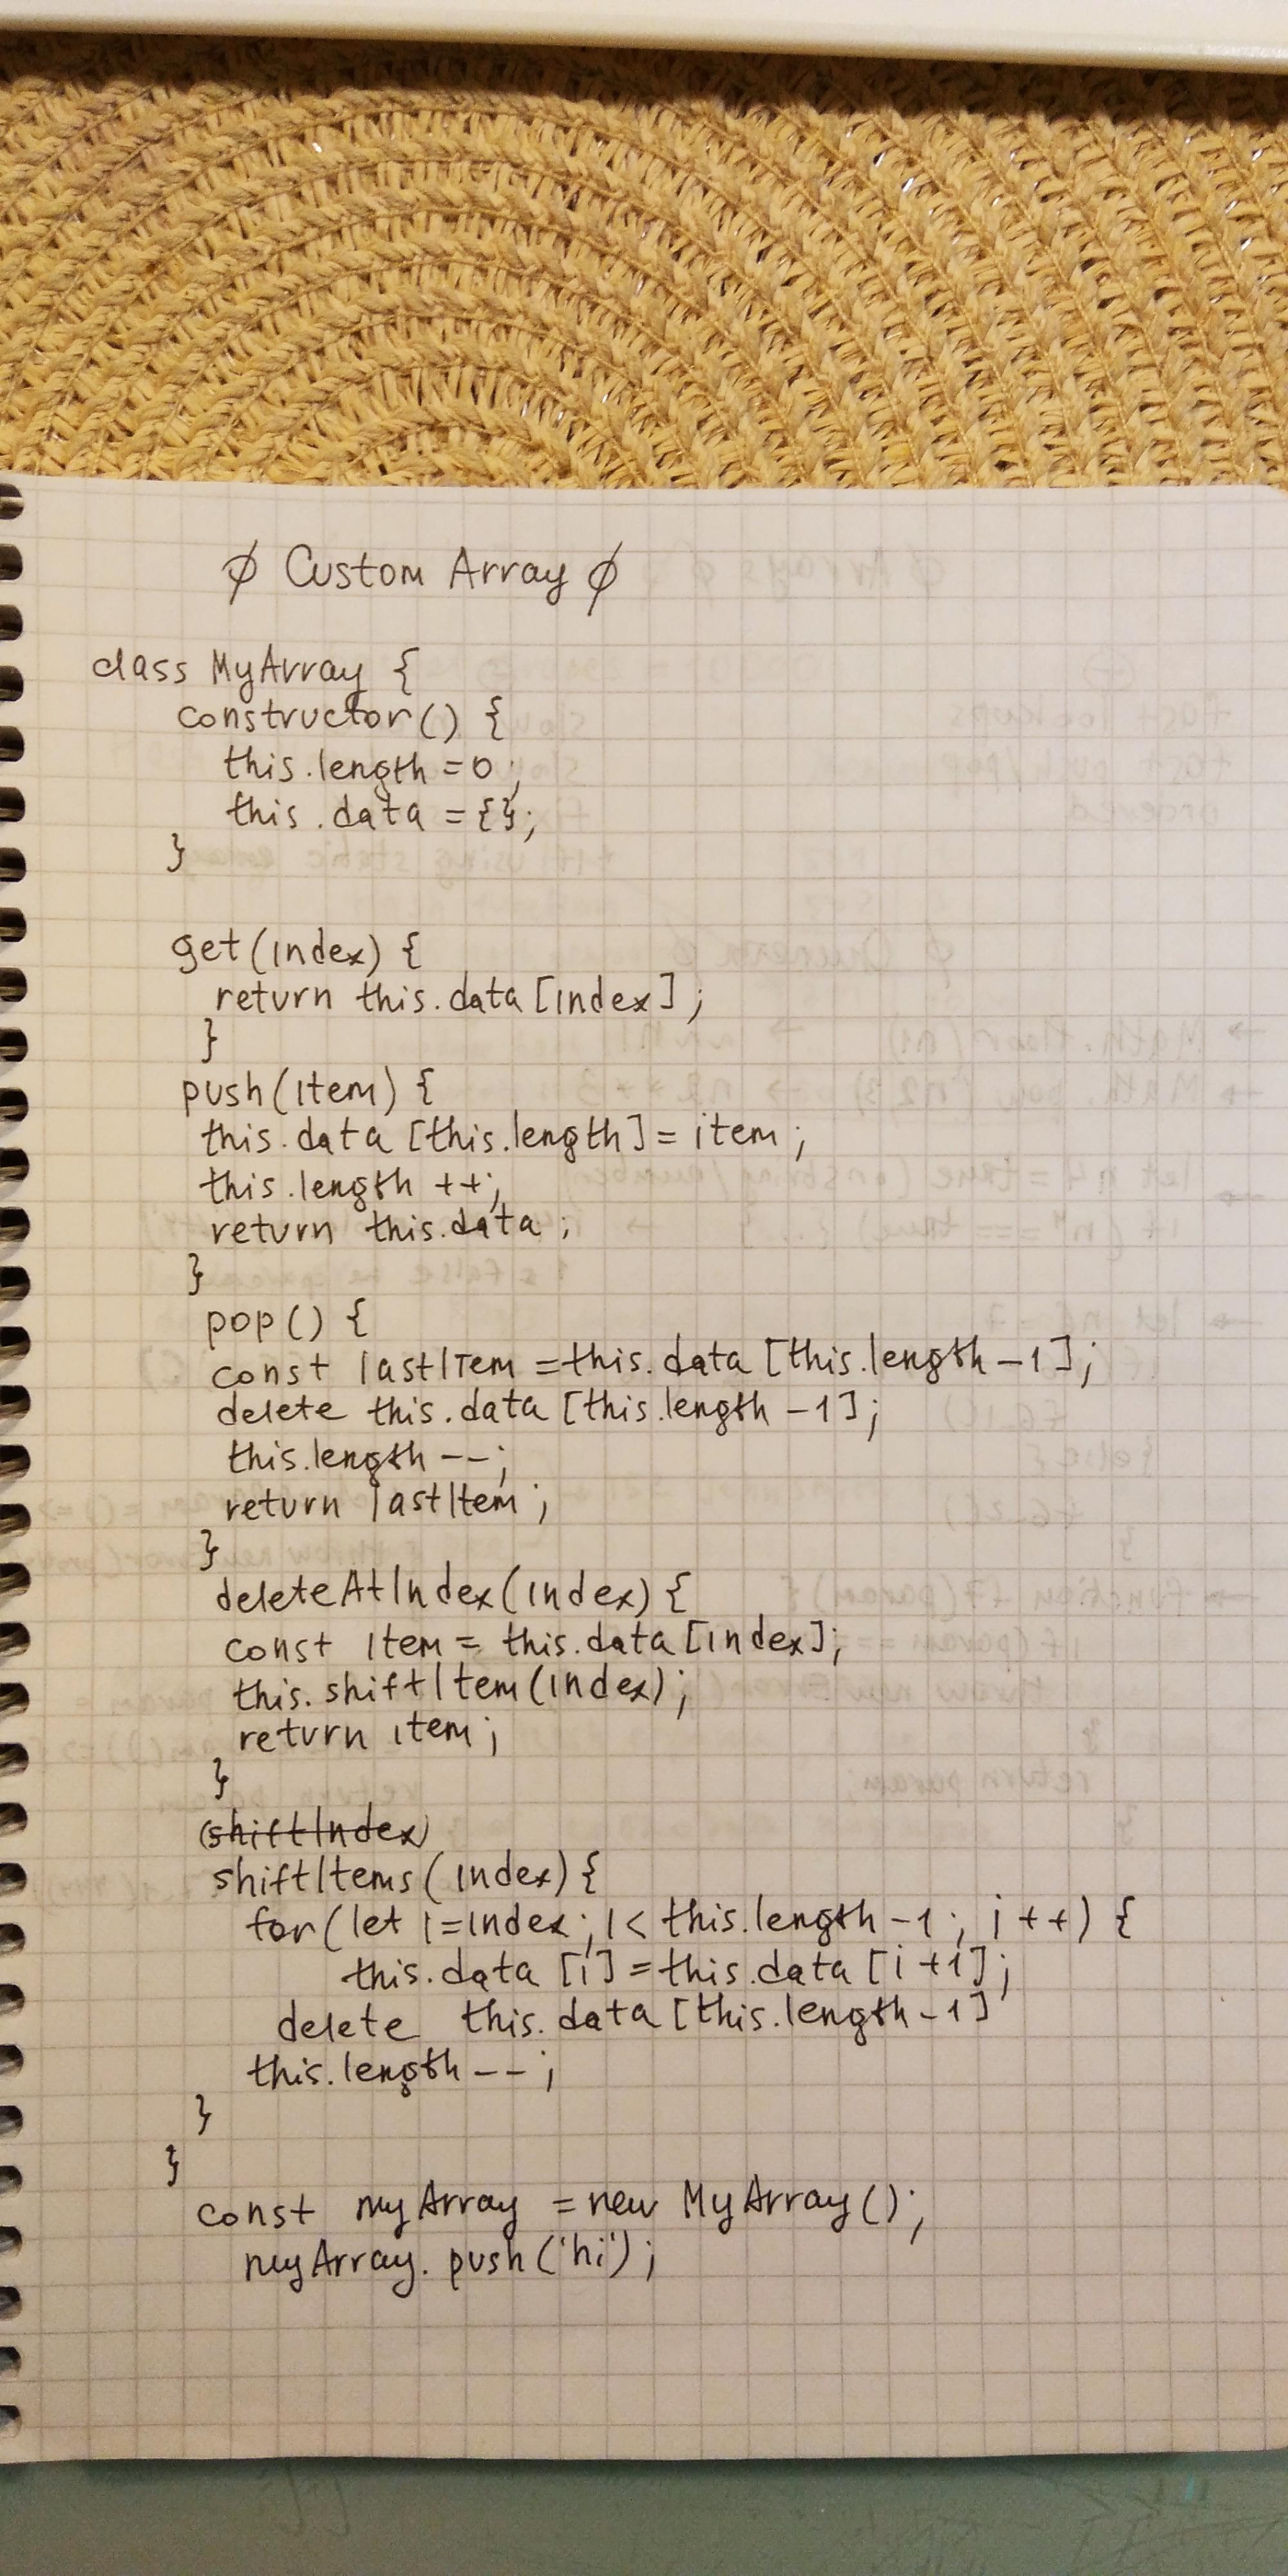 ∅ Custom Array ∅
class MyArray {
constructor() {
this.length = 0;
this.data = {};
}
get(index) {
return this.data[index];
}
push(item) {
this.data[this.length] = item;
this.length ++;
return this.data;
}
pop() {
const lastItem = this.data[this.length-1];
delete this.data[this.length-1];
this.length --;
return lastItem;
}
deleteAtIndex(index) {
const item = this.data[index];
this.shiftItem(index);
return item;
}
(shiftIndex)
shiftItems(index) {
for(let i=index; i< this.length-1; i++) {
this.data[i]=this.data[i+1];
delete this.data[this.length-1]
this.length --;
}
}
const myArray = new MyArray();
myArray.push('hi');